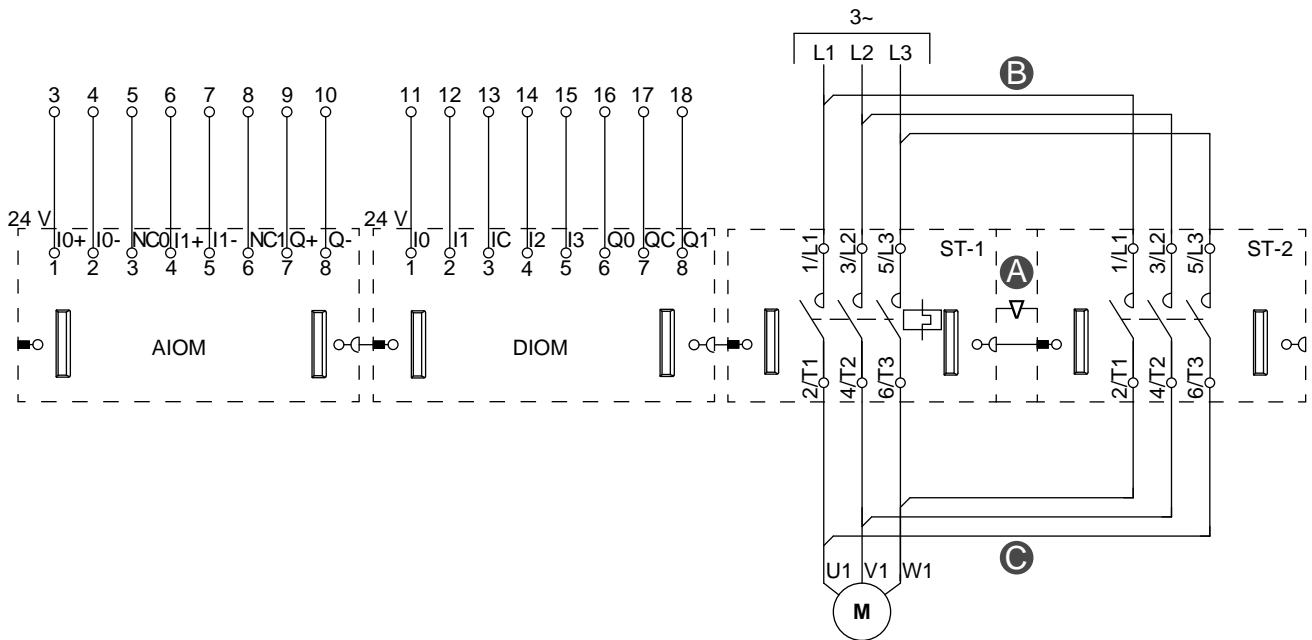 3~
L1 L2 L3
B
3 4 5 6 7 8 9 10
11 12 13 14 15 16 17 18
24 V
I0+ I0- NC0 I1+ I1- NC1 Q+ Q-
1 2 3 4 5 6 7 8
24 V
I0 I1 IC I2 I3 Q0 QC Q1
1 2 3 4 5 6 7 8
1/L1 3/L2 5/L3
ST-1
A
1/L1 3/L2 5/L3
ST-2
AIOM
DIOM
2/T1 4/T2 6/T3
2/T1 4/T2 6/T3
C
U1 V1 W1
M